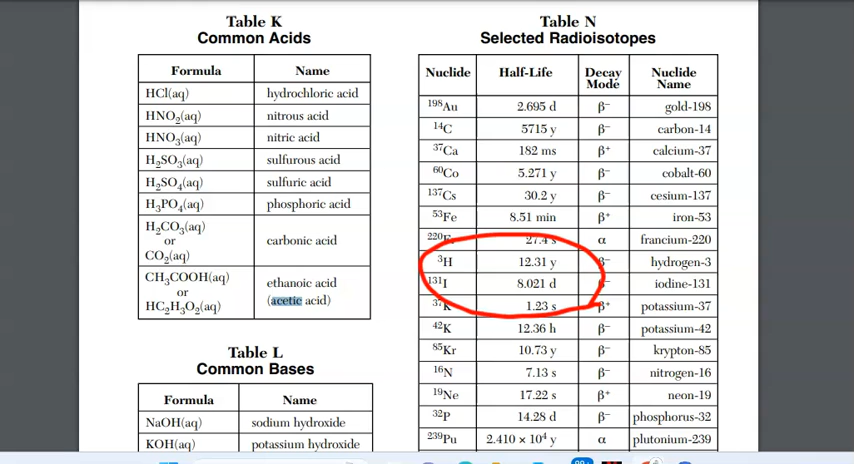 Table K
Common Acids
Formula Name
HCl(aq) hydrochloric acid
HNO₂(aq) nitrous acid
HNO₃(aq) nitric acid
H₂SO₃(aq) sulfurous acid
H₂SO₄(aq) sulfuric acid
H₃PO₄(aq) phosphoric acid
H₂CO₃(aq)
or
CO₂(aq)
carbonic acid
CH₃COOH(aq)
or
HC₂H₃O₂(aq)
ethanoic acid
(acetic acid)
Table L
Common Bases
Formula Name
NaOH(aq) sodium hydroxide
KOH(aq) potassium hydroxide
Table N
Selected Radioisotopes
Nuclide Half-Life Decay Mode Nuclide Name
¹⁹⁸Au 2.695 d β⁻ gold-198
¹⁴C 5715 y β⁻ carbon-14
³⁷Ca 182 ms β⁺ calcium-37
⁶⁰Co 5.271 y β⁻ cobalt-60
¹³⁷Cs 30.2 y β⁻ cesium-137
⁵³Fe 8.51 min β⁺ iron-53
²²⁰Fr 27.4 s α francium-220
³H 12.31 y β⁻ hydrogen-3
¹³¹I 8.021 d β⁻ iodine-131
³⁷K 1.23 s β⁺ potassium-37
⁴²K 12.36 h β⁻ potassium-42
⁸⁵Kr 10.73 y β⁻ krypton-85
¹⁶N 7.13 s β⁻ nitrogen-16
¹⁹Ne 17.22 s β⁺ neon-19
³²P 14.28 d β⁻ phosphorus-32
²³⁹Pu 2.410 × 10⁴ y α plutonium-239
99+